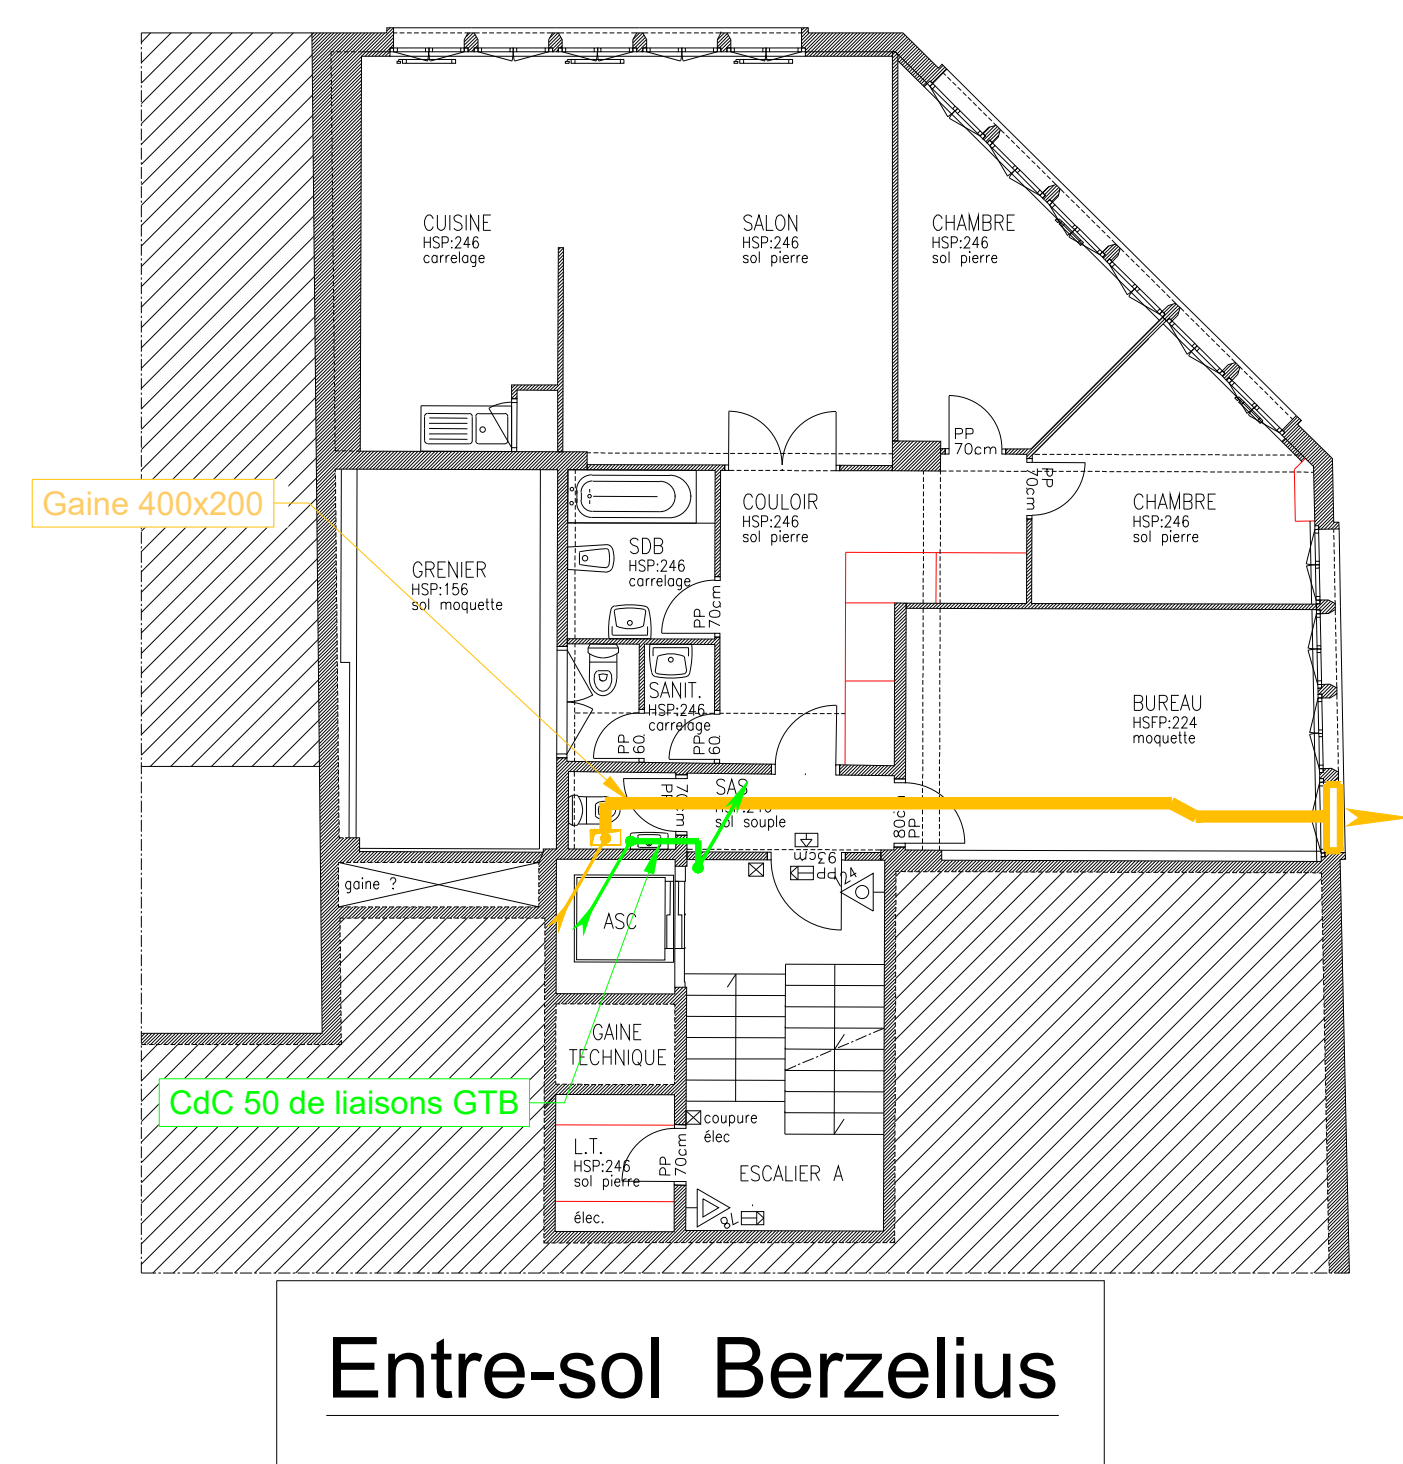 CUISINE
HSP:246
carrelage
SALON
HSP:246
sol pierre
CHAMBRE
HSP:246
sol pierre
PP
70cm
PP
70cm
Gaine 400x200
COULOIR
HSP:246
sol pierre
CHAMBRE
HSP:246
sol pierre
SDB
HSP:246
carrelage
GRENIER
HSP:156
sol moquette
PP
70cm
SANIT.
HSP:246
carrelage
BUREAU
HSFP:224
moquette
PP
60
PP
60
SAS
sol souple
PP
70cm
80cm
PP
93cm
PP
gaine ?
ASC
GAINE
TECHNIQUE
CdC 50 de liaisons GTB
coupure
élec
L.T.
HSP:246
sol pierre
PP
70cm
ESCALIER A
élec.
78
Entre-sol Berzelius